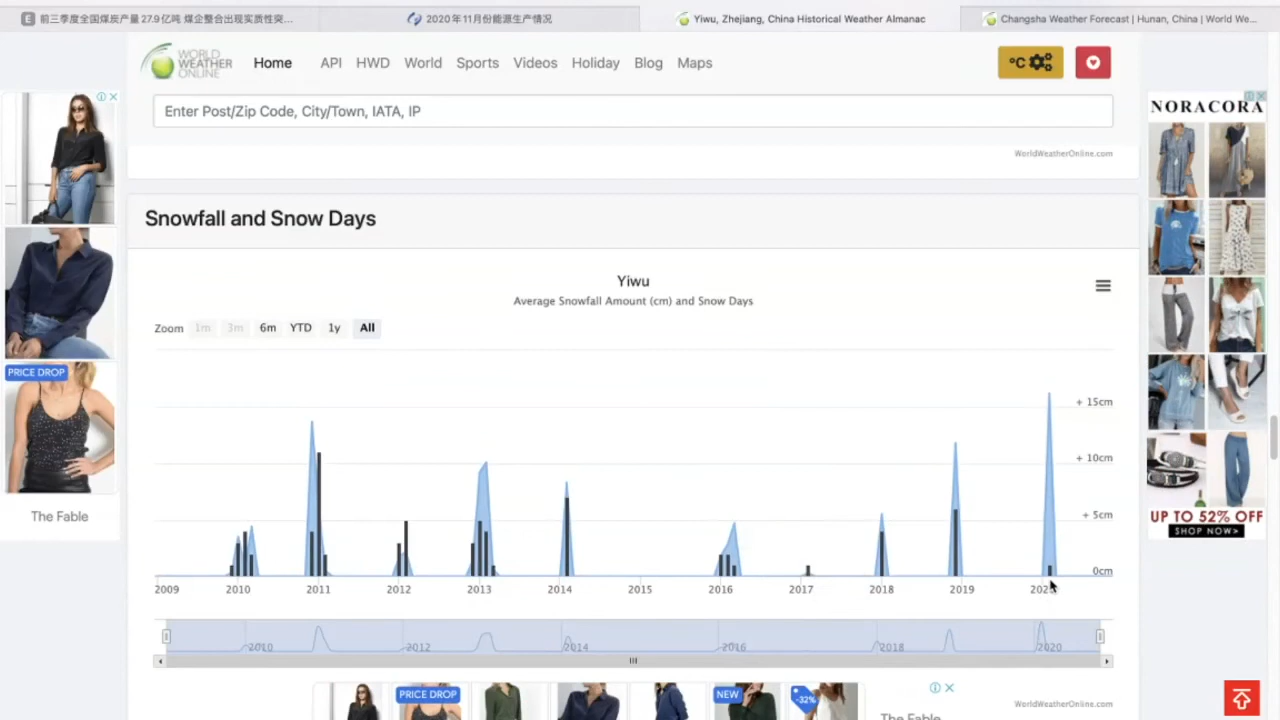 前三季度全国煤炭产量27.9亿吨 煤企整合出现实质性突...
2020年11月份能源生产情况
Yiwu, Zhejiang, China Historical Weather Almanac
Changsha Weather Forecast | Hunan, China | World We...
WORLD
WEATHER
ONLINE
Home
API
HWD
World
Sports
Videos
Holiday
Blog
Maps
°C
Enter Post/Zip Code, City/Town, IATA, IP
NORACORA
WorldWeatherOnline.com
Snowfall and Snow Days
Yiwu
Average Snowfall Amount (cm) and Snow Days
Zoom 1m 3m 6m YTD 1y All
PRICE DROP
+ 15cm
+ 10cm
+ 5cm
0cm
The Fable
UP TO 52% OFF
SHOP NOW>
2009 2010 2011 2012 2013 2014 2015 2016 2017 2018 2019 202
2010 2012 2014 2016 2018 2020
PRICE DROP
NEW
-32%
WorldWeatherOnline.com
The Fable